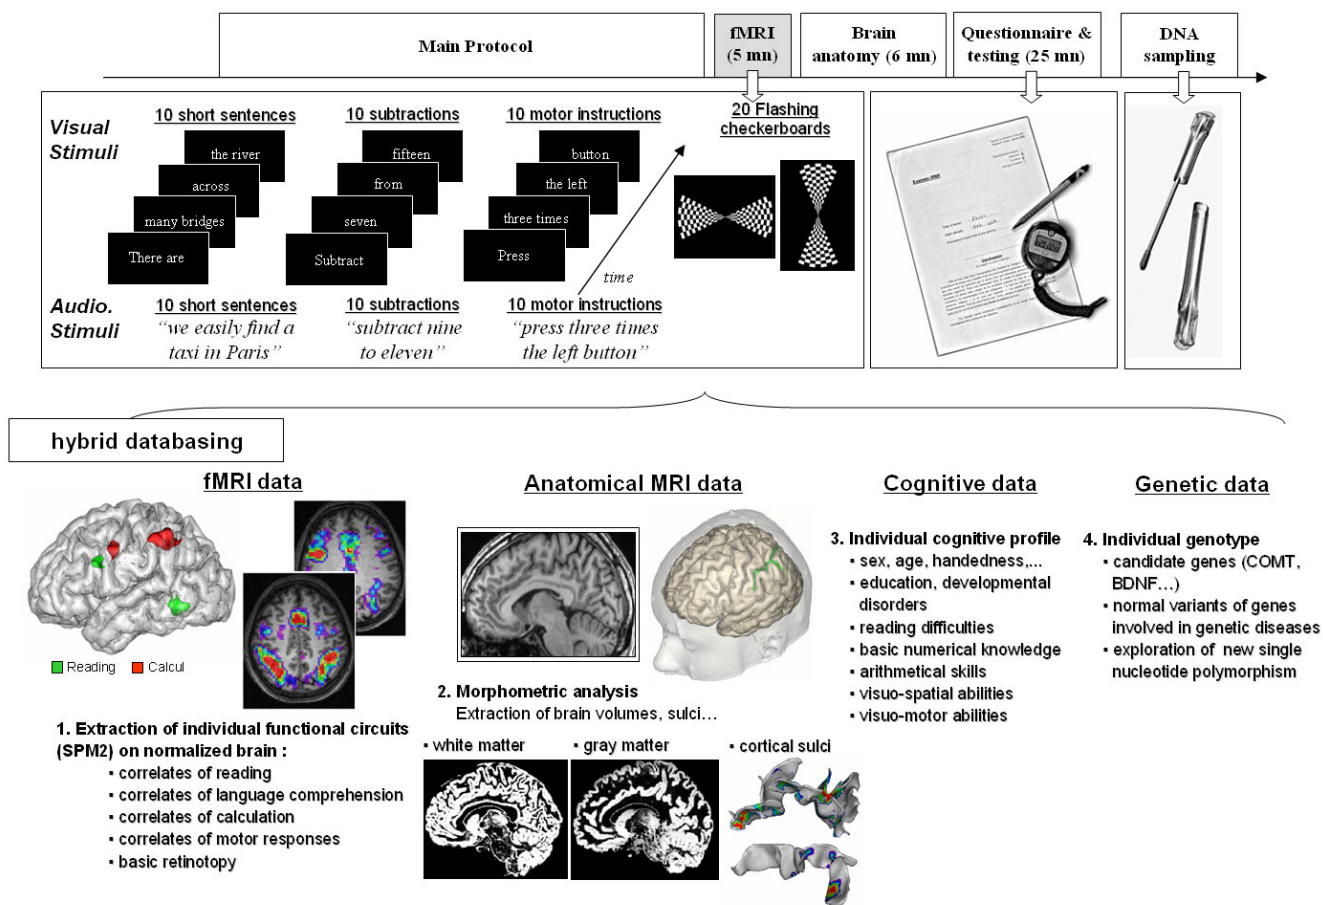 Main Protocol
fMRI
(5 mn)
Brain
anatomy (6 mn)
Questionnaire &
testing (25 mn)
DNA
sampling
Visual
Stimuli
10 short sentences
the river
across
many bridges
There are
10 subtractions
fifteen
from
seven
Subtract
10 motor instructions
button
the left
three times
Press
20 Flashing
checkerboards
time
Audio.
Stimuli
10 short sentences
“we easily find a
taxi in Paris”
10 subtractions
“subtract nine
to eleven”
10 motor instructions
“press three times
the left button”
hybrid databasing
fMRI data
Reading
Calcul
1. Extraction of individual functional circuits
(SPM2) on normalized brain :
▪ correlates of reading
▪ correlates of language comprehension
▪ correlates of calculation
▪ correlates of motor responses
▪ basic retinotopy
Anatomical MRI data
2. Morphometric analysis
Extraction of brain volumes, sulci…
▪ white matter
▪ gray matter
▪ cortical sulci
Cognitive data
3. Individual cognitive profile
▪ sex, age, handedness,...
▪ education, developmental
disorders
▪ reading difficulties
▪ basic numerical knowledge
▪ arithmetical skills
▪ visuo-spatial abilities
▪ visuo-motor abilities
Genetic data
4. Individual genotype
▪ candidate genes (COMT,
BDNF…)
▪ normal variants of genes
involved in genetic diseases
▪ exploration of new single
nucleotide polymorphism